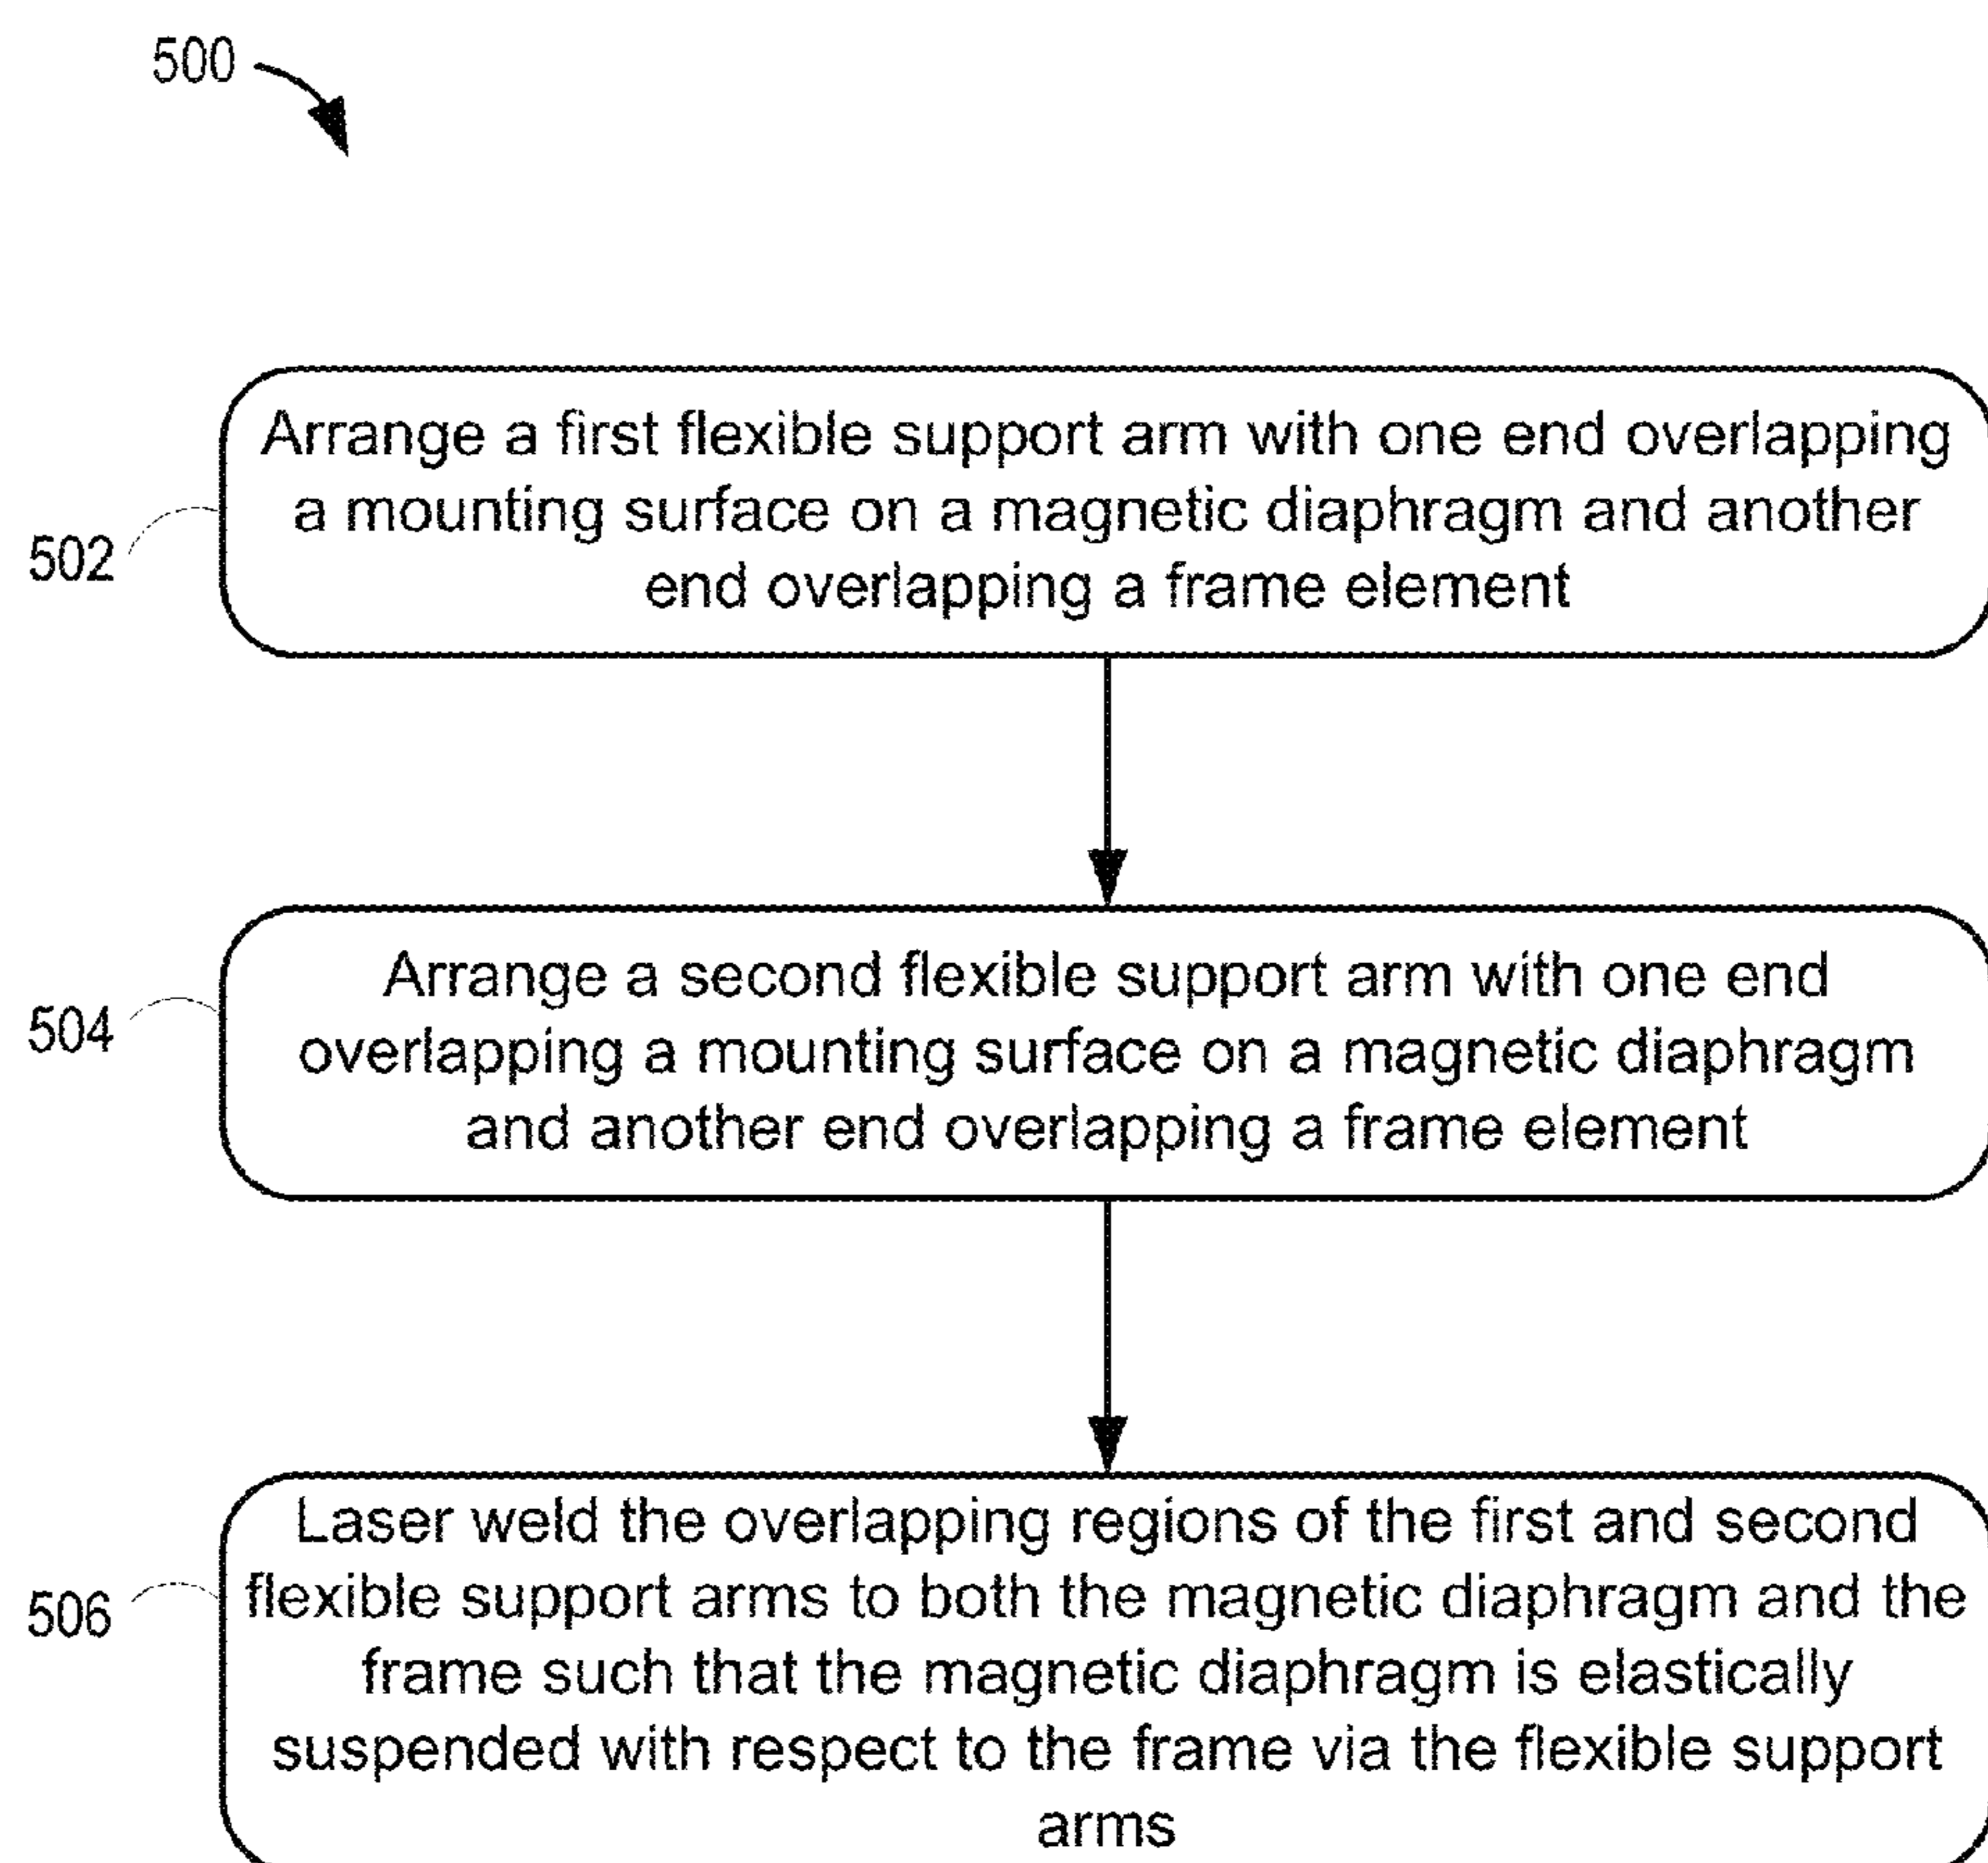 500
Arrange a first flexible support arm with one end overlapping
a mounting surface on a magnetic diaphragm and another
end overlapping a frame element
502
Arrange a second flexible support arm with one end
overlapping a mounting surface on a magnetic diaphragm
and another end overlapping a frame element
504
Laser weld the overlapping regions of the first and second
flexible support arms to both the magnetic diaphragm and the
frame such that the magnetic diaphragm is elastically
suspended with respect to the frame via the flexible support
arms
506